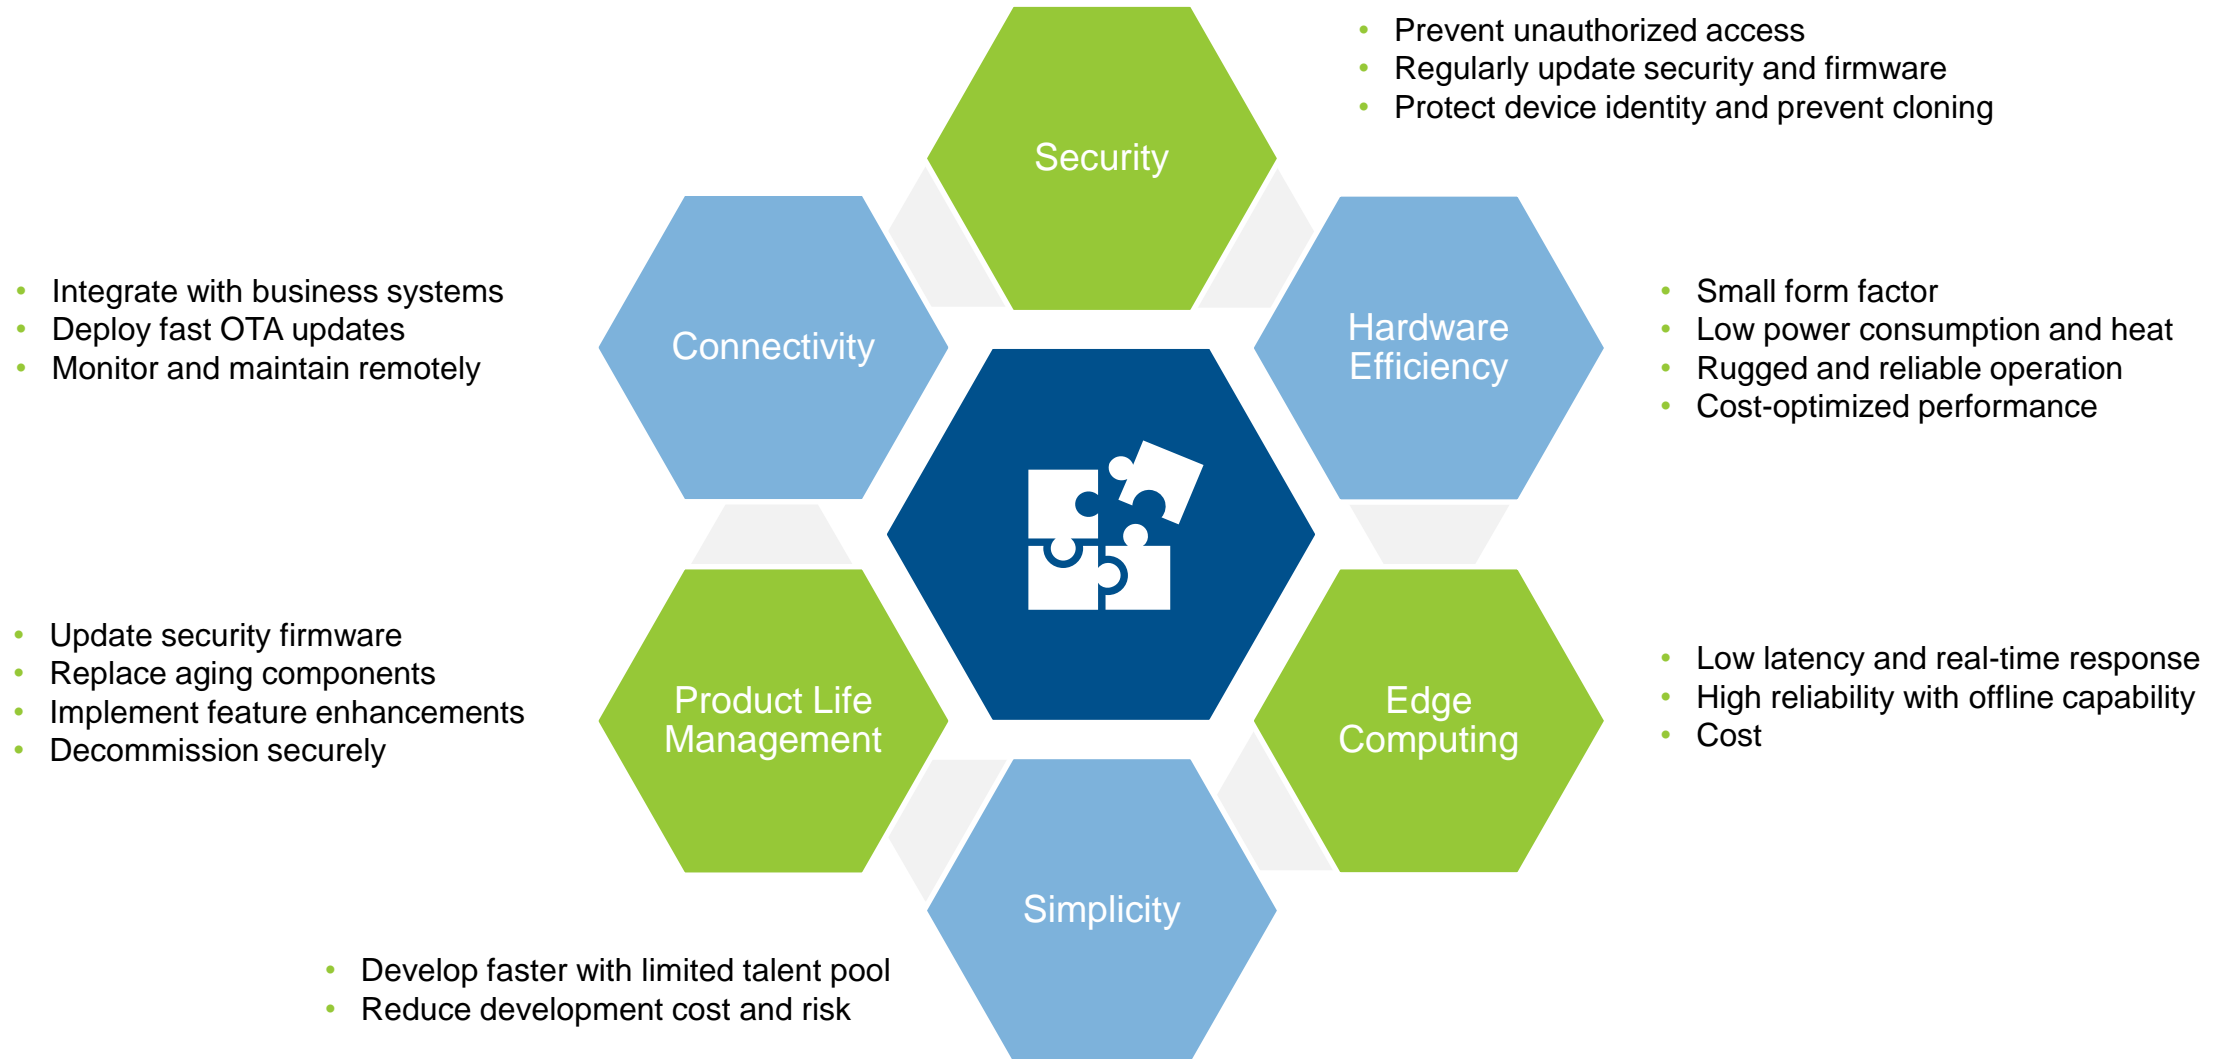 Security
• Prevent unauthorized access
• Regularly update security and firmware
• Protect device identity and prevent cloning
Connectivity
• Integrate with business systems
• Deploy fast OTA updates
• Monitor and maintain remotely
Hardware
Efficiency
• Small form factor
• Low power consumption and heat
• Rugged and reliable operation
• Cost-optimized performance
Product Life
Management
• Update security firmware
• Replace aging components
• Implement feature enhancements
• Decommission securely
Edge
Computing
• Low latency and real-time response
• High reliability with offline capability
• Cost
Simplicity
• Develop faster with limited talent pool
• Reduce development cost and risk